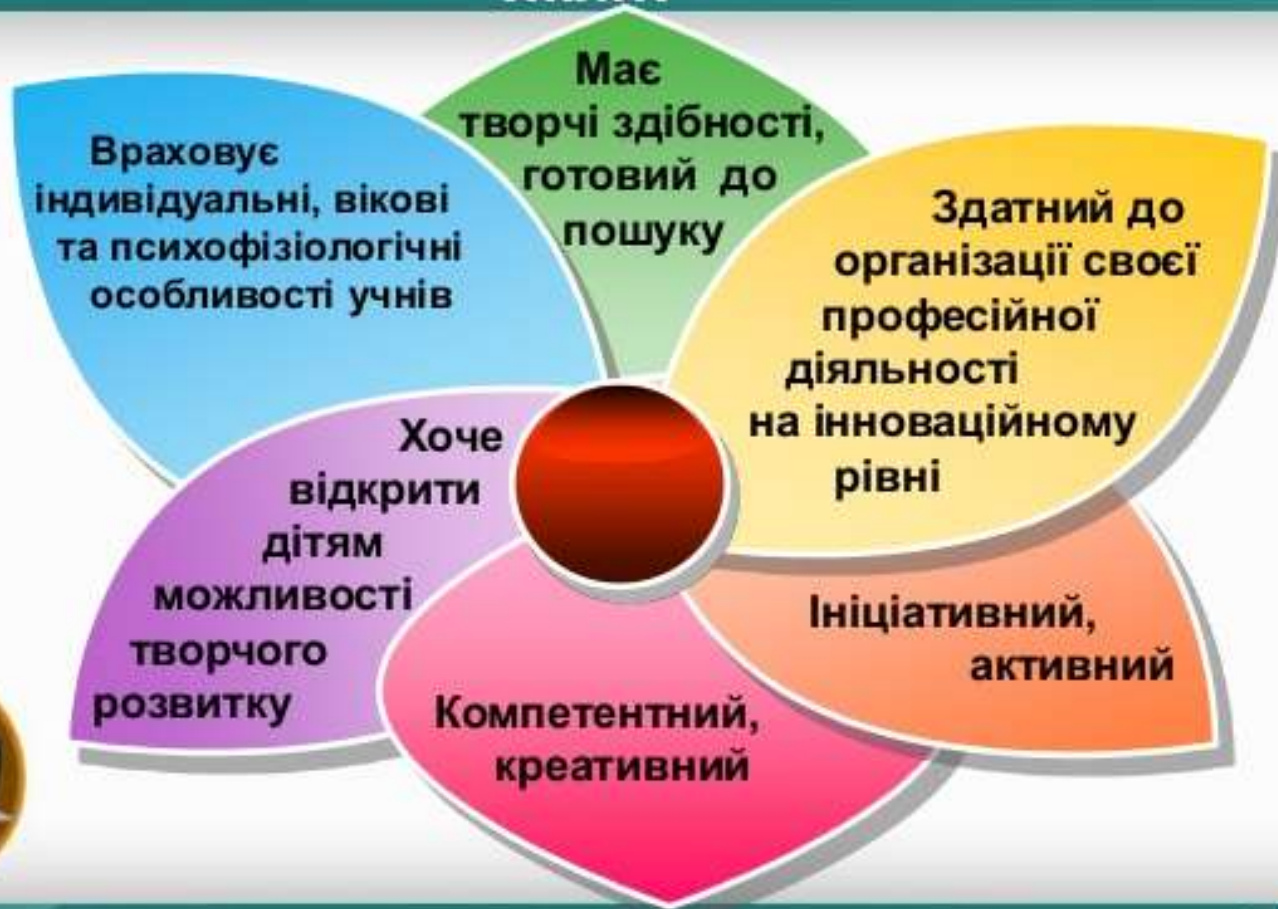 Має
творчі здібності,
готовий до
пошуку
Враховує
індивідуальні, вікові
та психофізіологічні
особливості учнів
Здатний до
організації своєї
професійної
діяльності
на інноваційному
рівні
Хоче
відкрити
дітям
можливості
творчого
розвитку
Ініціативний,
активний
Компетентний,
креативний